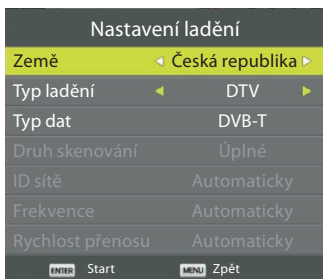 Nastavení ladění
Země Česká republika
Typ ladění DTV
Typ dat DVB-T
Druh skenování Úplné
ID sítě Automaticky
Frekvence Automaticky
Rychlost přenosu Automaticky
ENTER Start MENU Zpět